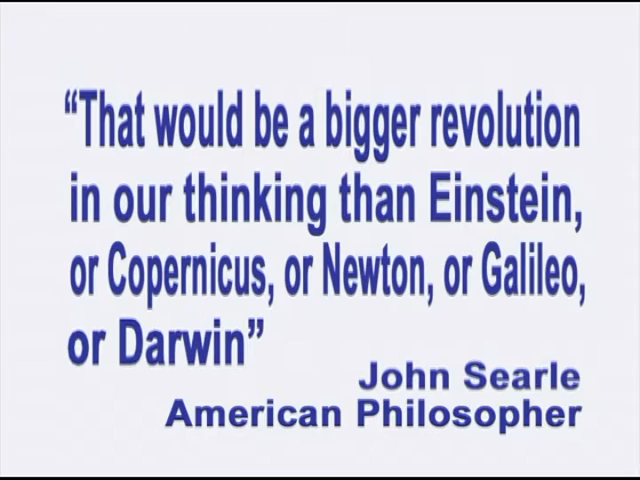 “That would be a bigger revolution
in our thinking than Einstein,
or Copernicus, or Newton, or Galileo,
or Darwin”
John Searle
American Philosopher